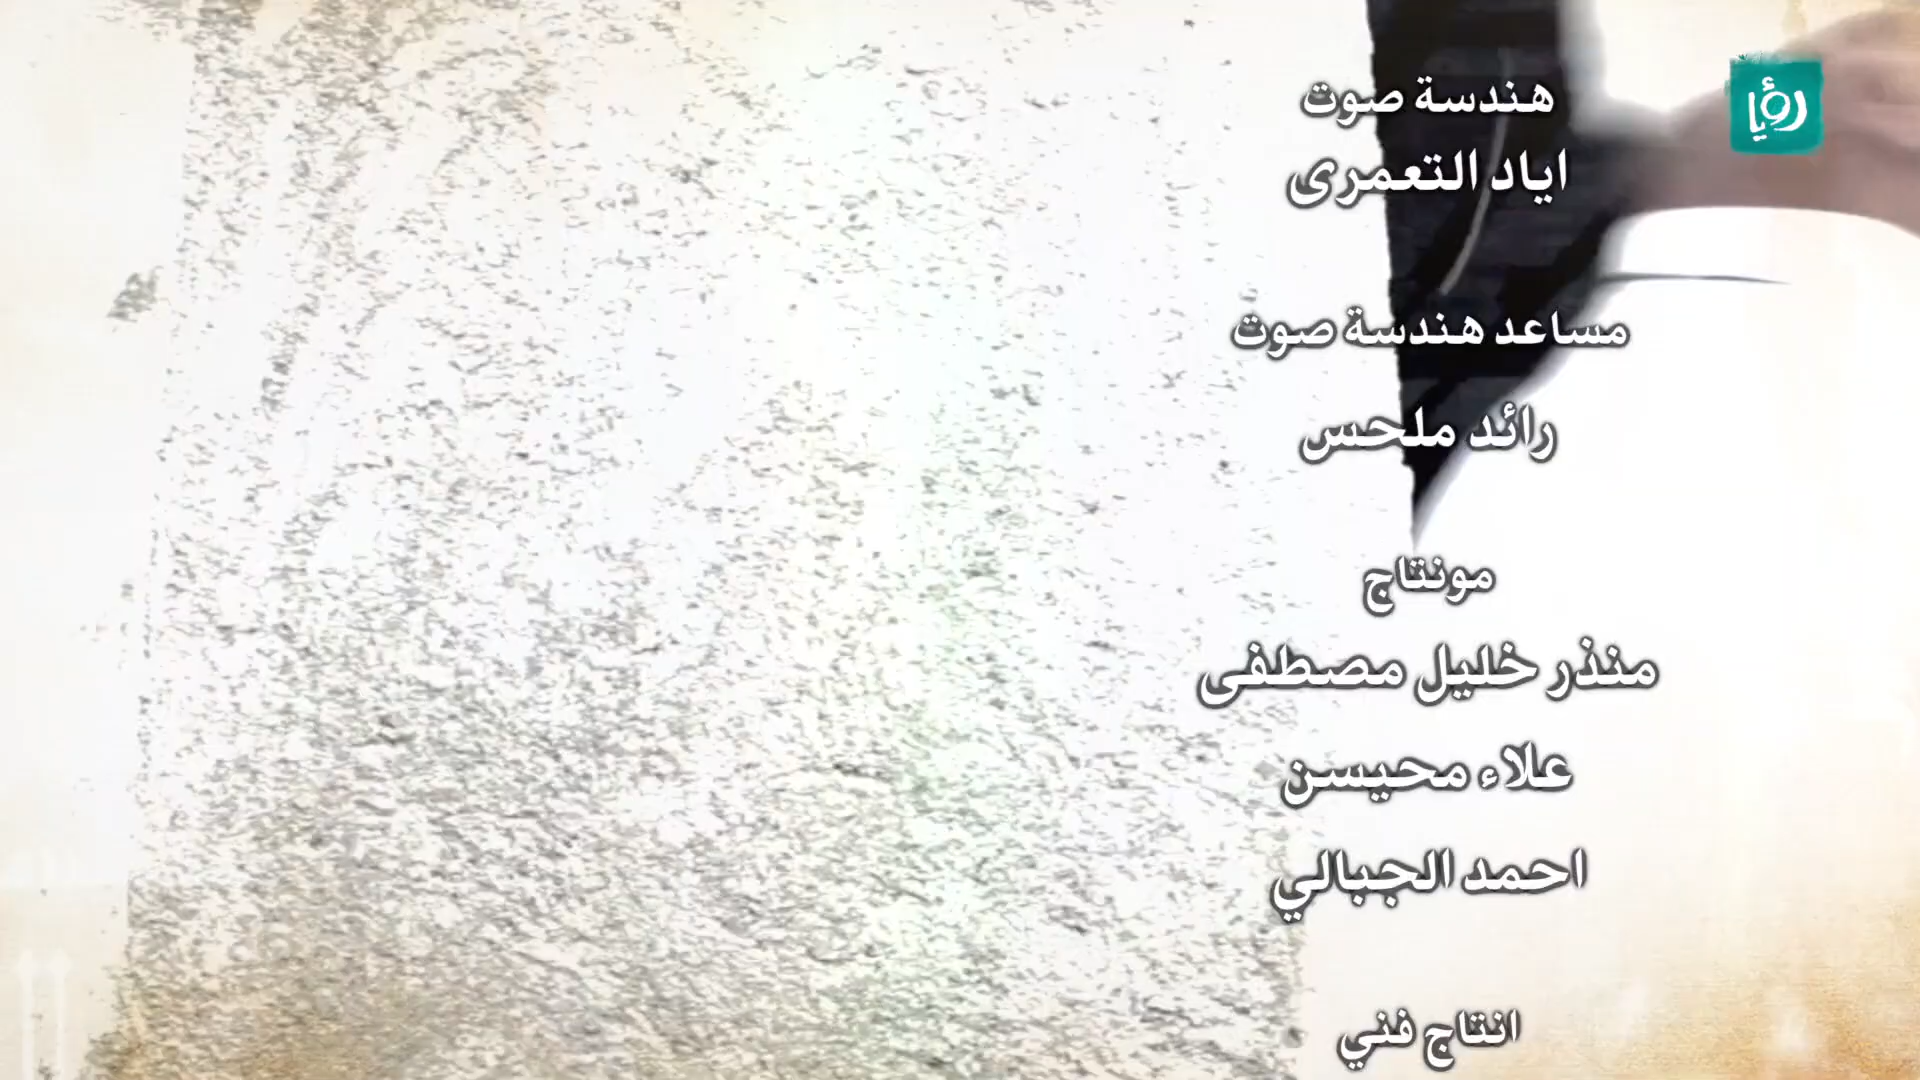 رؤيا
هندسة صوت
اياد التعمرى
مساعد هندسة صوت
رائد ملحس
مونتاج
منذر خليل مصطفى
علاء محيسن
احمد الجبالي
انتاج فني